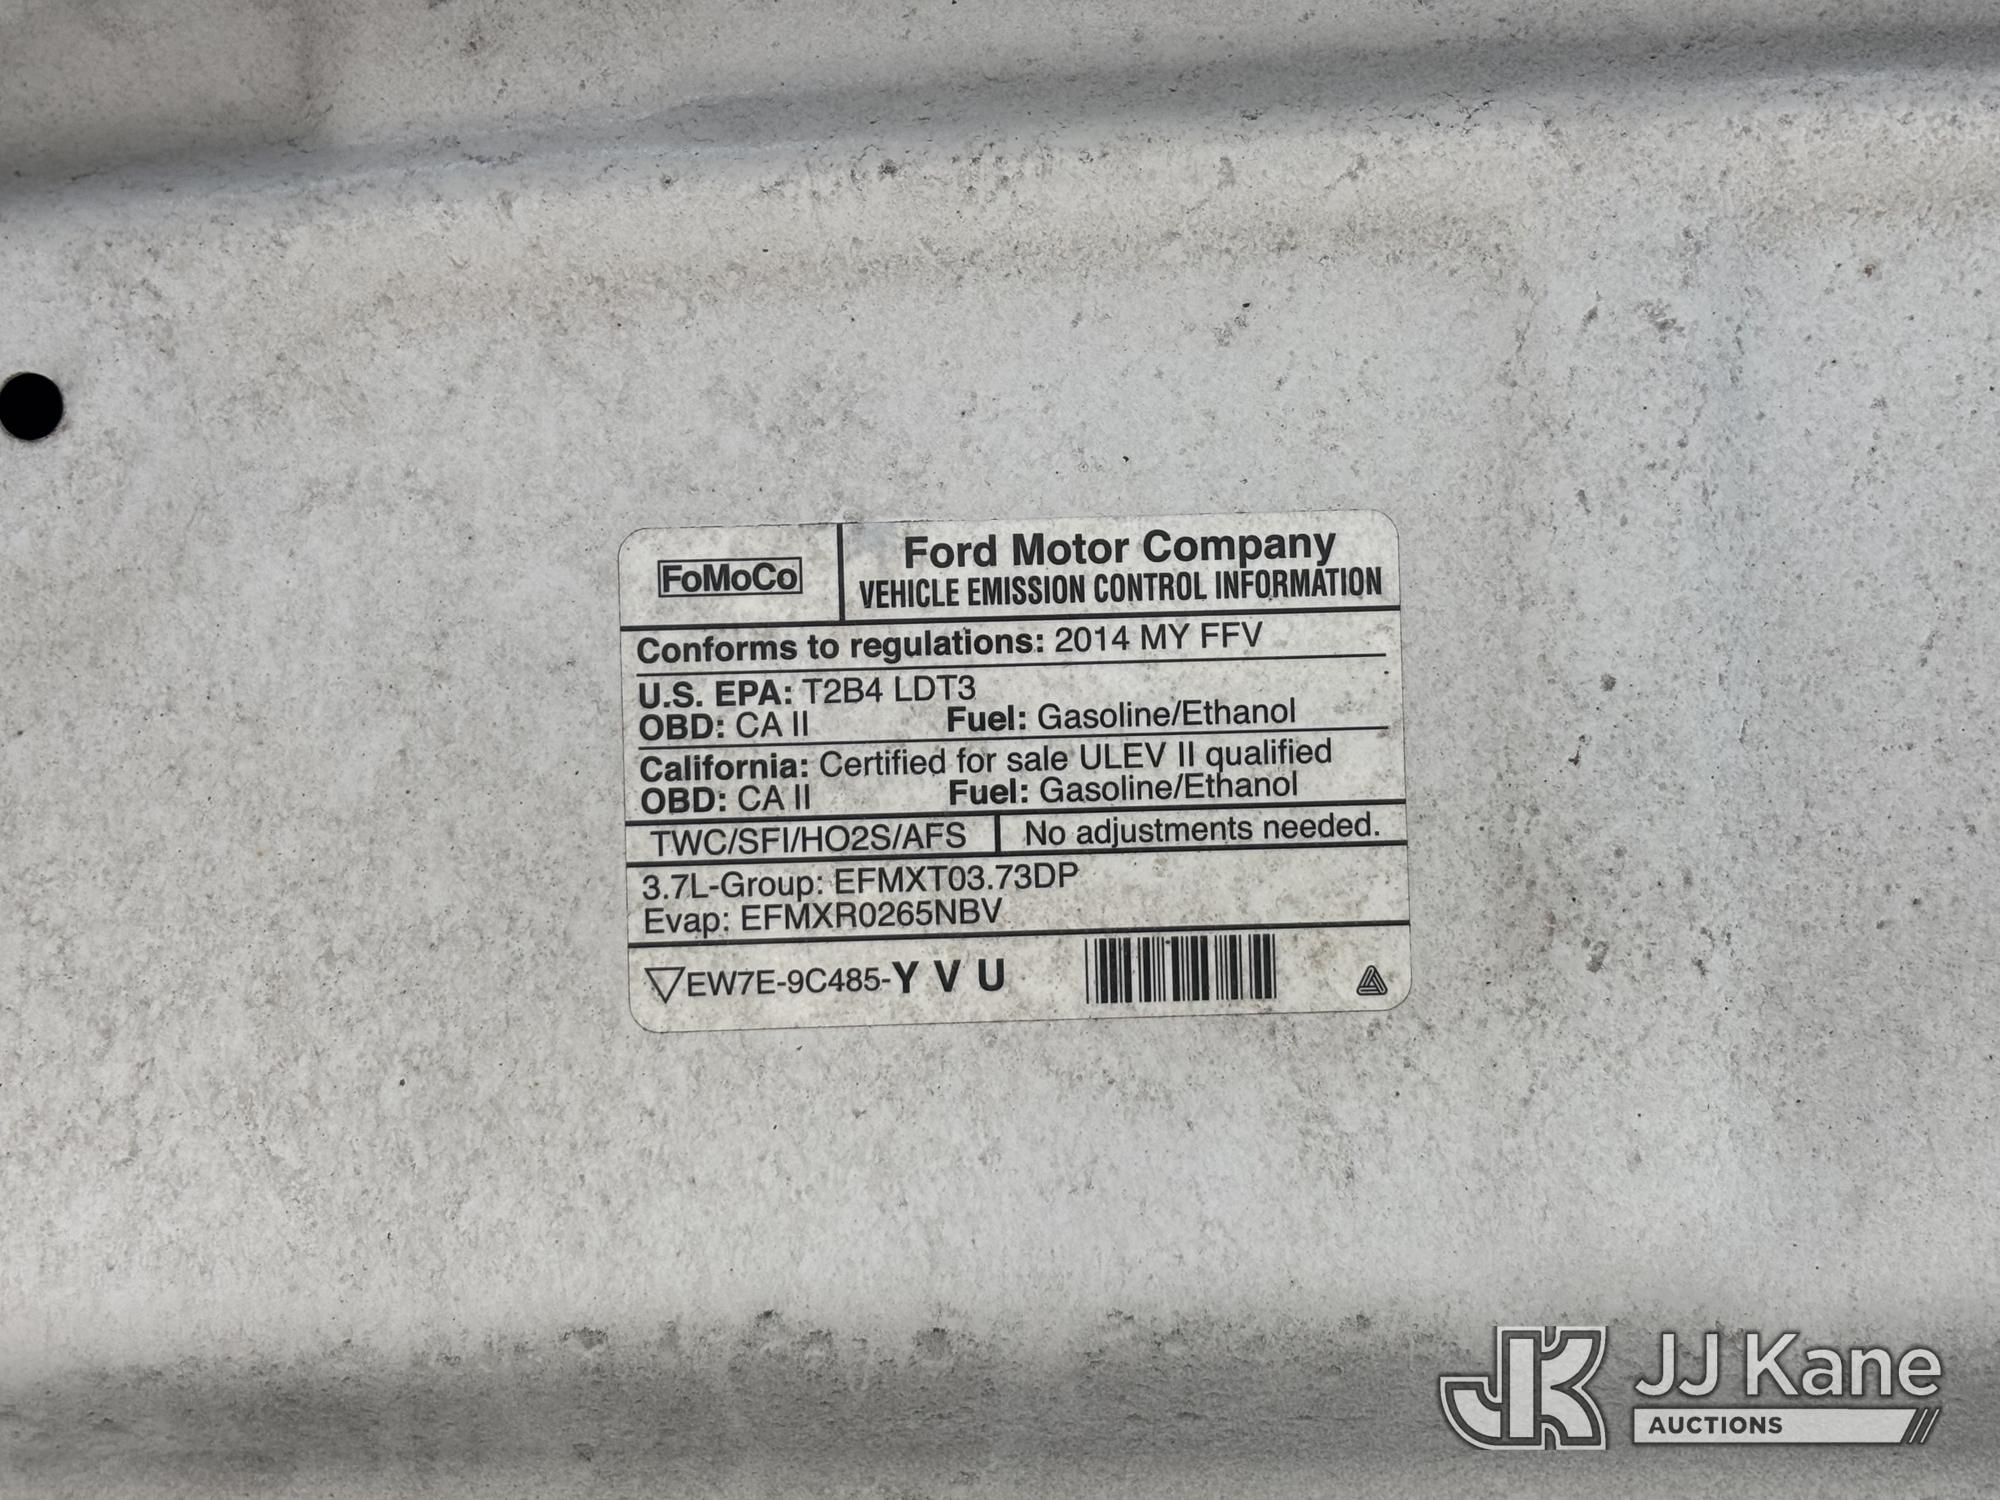 FoMoCo
Ford Motor Company
VEHICLE EMISSION CONTROL INFORMATION
Conforms to regulations: 2014 MY FFV
U.S. EPA: T2B4 LDT3
OBD: CA II Fuel: Gasoline/Ethanol
California: Certified for sale ULEV II qualified
OBD: CA II Fuel: Gasoline/Ethanol
TWC/SFI/HO2S/AFS No adjustments needed.
3.7L-Group: EFMXT03.73DP
Evap: EFMXR0265NBV
EW7E-9C485-Y V U
JK JJ Kane
AUCTIONS